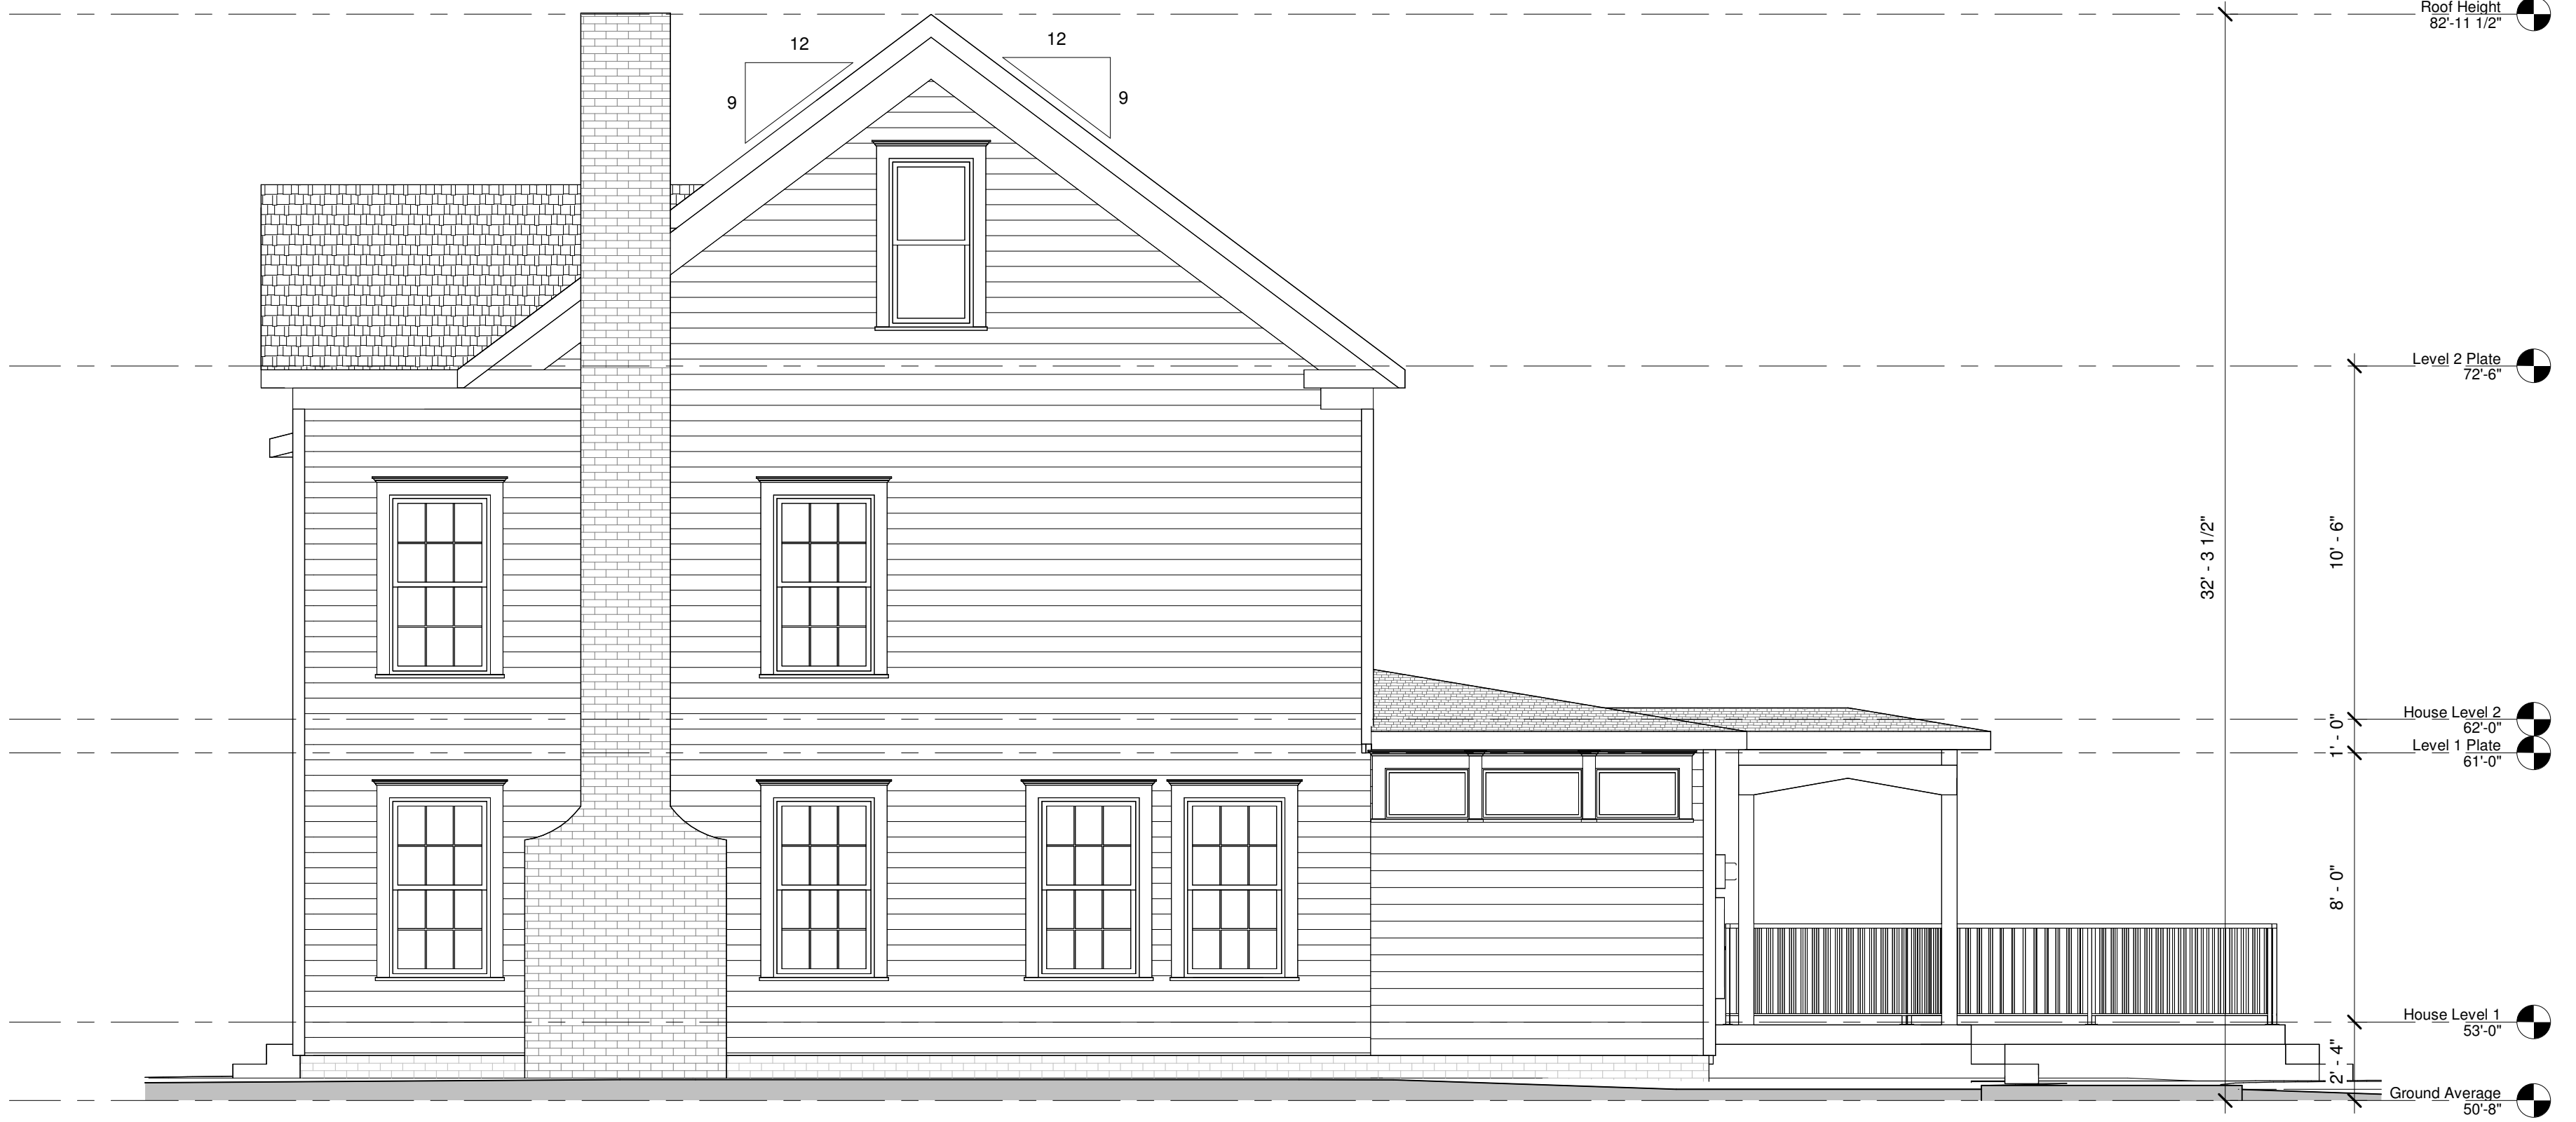 Roof Height
82'-11 1/2"
12
12
9
9
Level 2 Plate
72'-6"
32' - 3 1/2"
10' - 6"
House Level 2
62'-0"
1' - 0"
Level 1 Plate
61'-0"
8' - 0"
House Level 1
53'-0"
2' - 4"
Ground Average
50'-8"